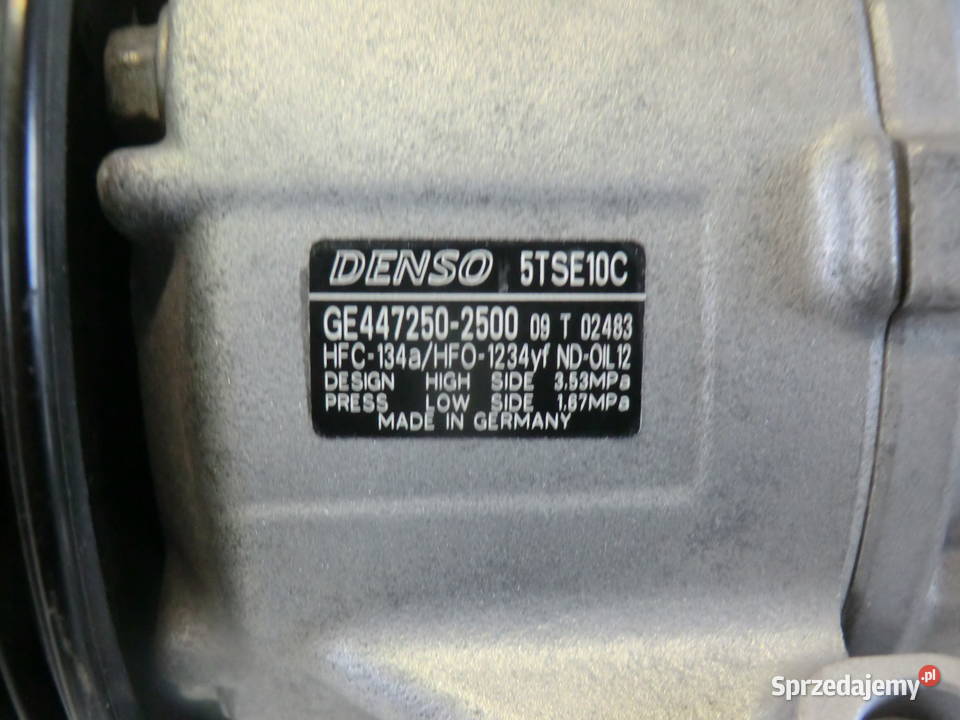 DENSO 5TSE10C
GE447250-2500 09 T 02483
HFC-134a/HFO-1234yf ND-OIL12
DESIGN HIGH SIDE 3.53MPa
PRESS LOW SIDE 1.67MPa
MADE IN GERMANY
Sprzedajemy.pl